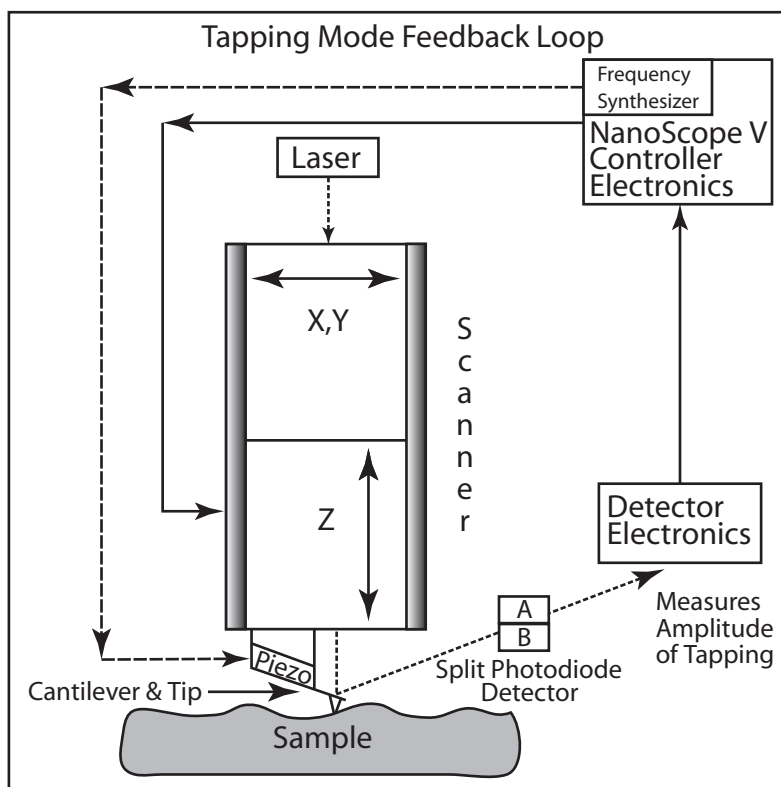 Tapping Mode Feedback Loop
Frequency
Synthesizer
NanoScope V
Controller
Electronics
Laser
X,Y
Scanner
Z
Detector
Electronics
A
B
Measures
Amplitude
of Tapping
Split Photodiode
Detector
Piezo
Cantilever & Tip
Sample